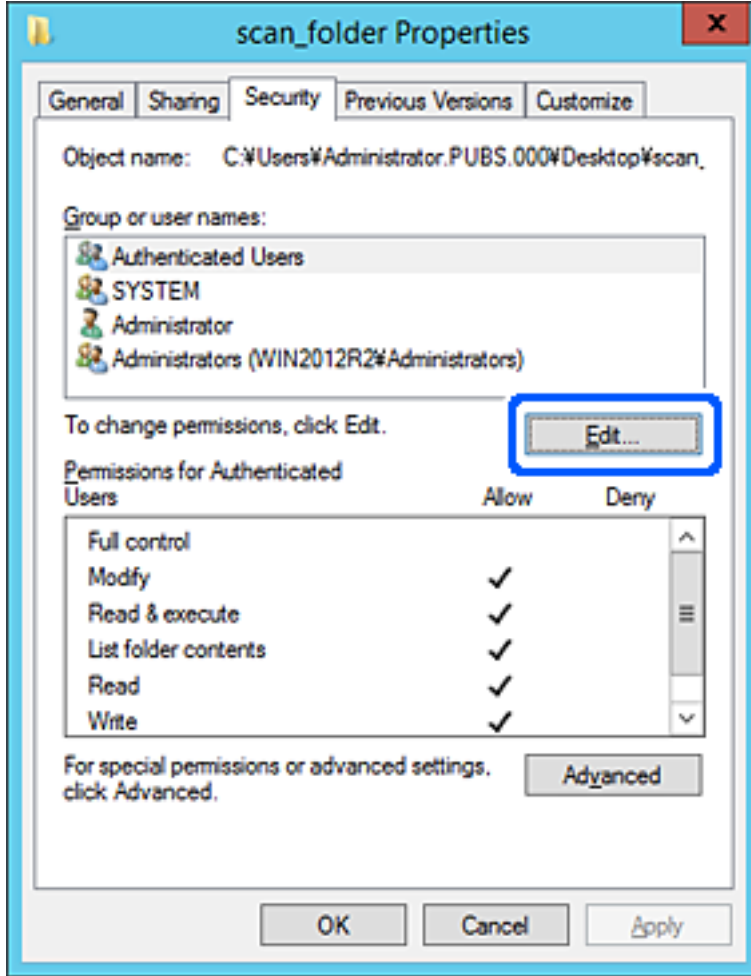 scan_folder Properties
x
General Sharing Security Previous Versions Customize
Object name: C:¥Users¥Administrator.PUBS.000¥Desktop¥scan_
Group or user names:
Authenticated Users
SYSTEM
Administrator
Administrators (WIN2012R2¥Administrators)
To change permissions, click Edit.
Edit...
Permissions for Authenticated
Users Allow Deny
Full control
Modify
Read & execute
List folder contents
Read
Write
For special permissions or advanced settings,
click Advanced.
Advanced
OK Cancel Apply